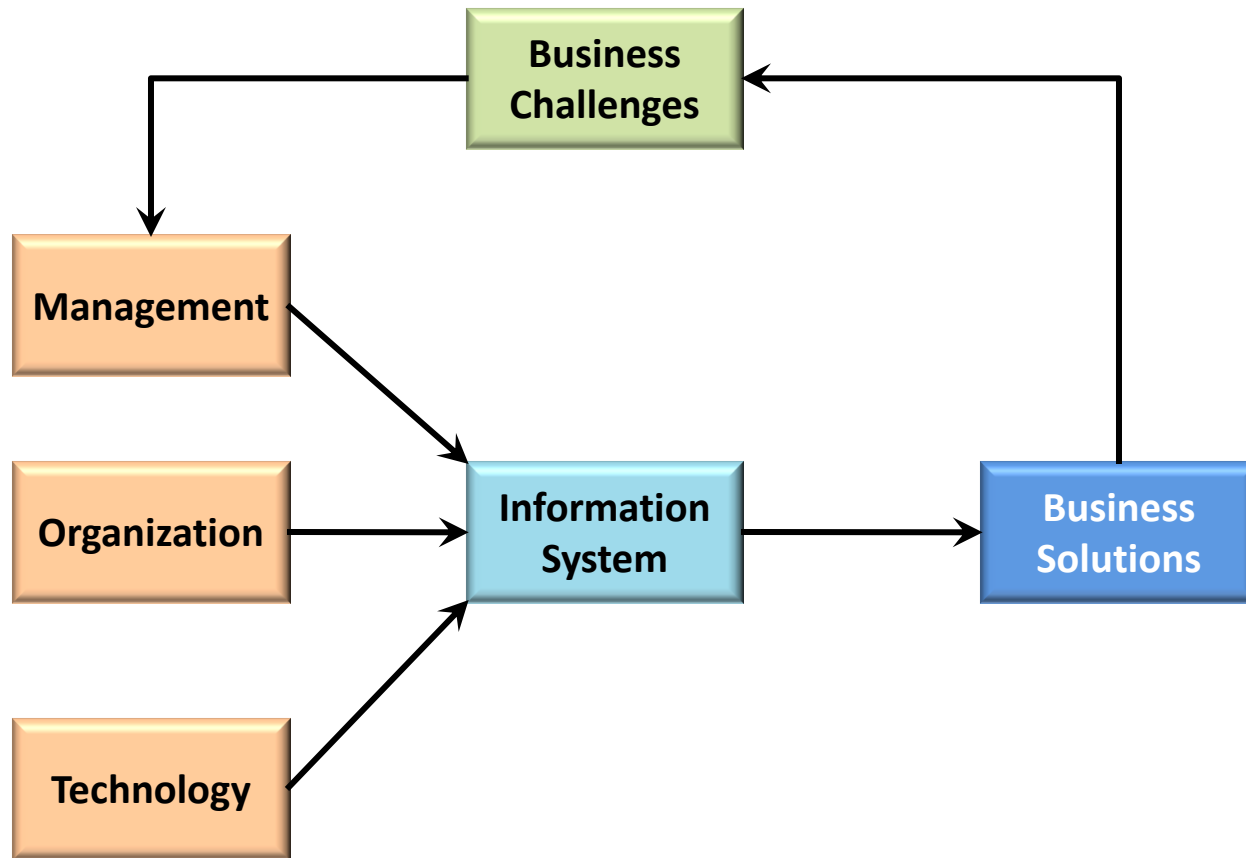 Business
Challenges
Management
Organization
Information
System
Business
Solutions
Technology